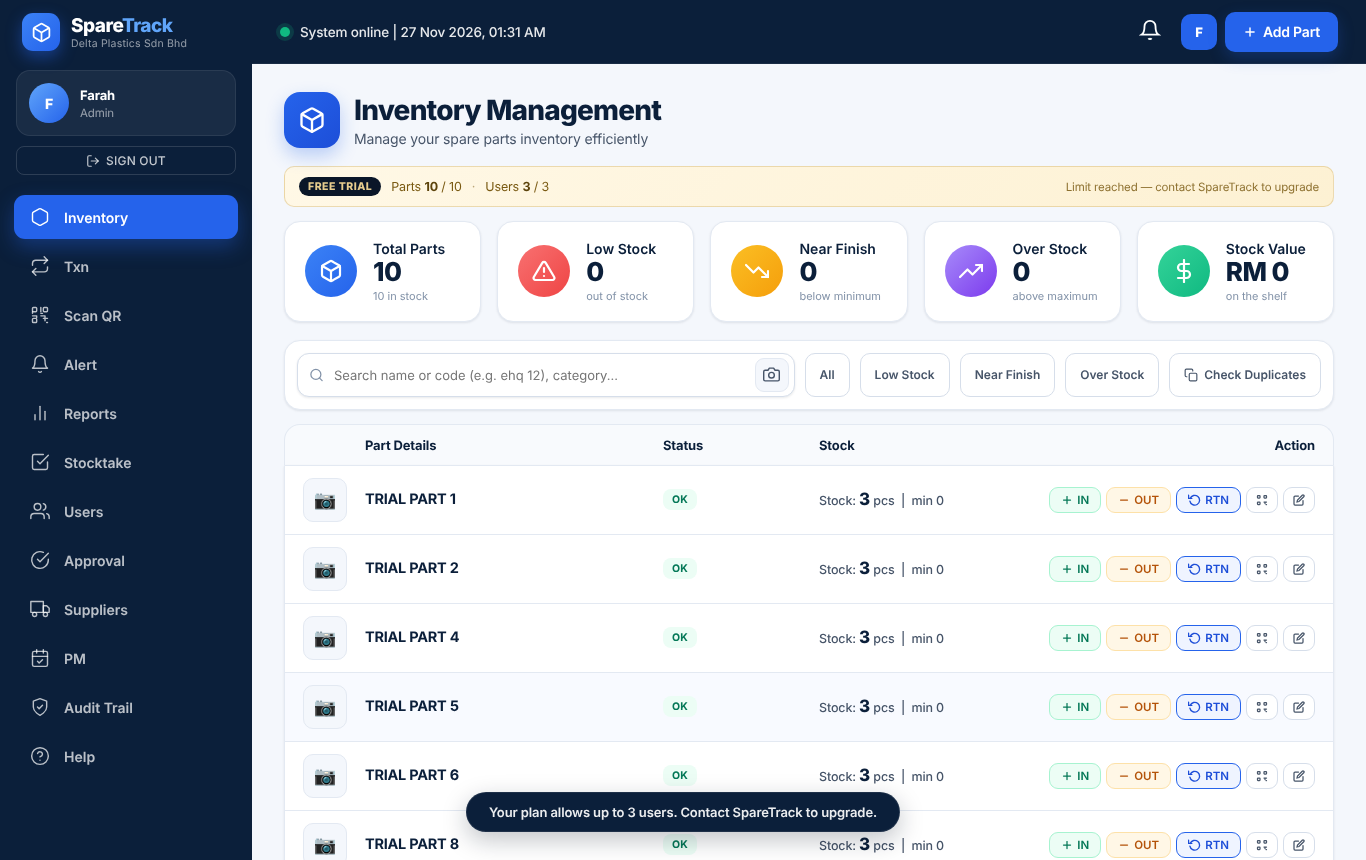 SpareTrack
Delta Plastics Sdn Bhd
System online | 27 Nov 2026, 01:31 AM
F
Add Part
F
Farah
Admin
SIGN OUT
Inventory
Txn
Scan QR
Alert
Reports
Stocktake
Users
Approval
Suppliers
PM
Audit Trail
Help
Inventory Management
Manage your spare parts inventory efficiently
FREE TRIAL Parts 10 / 10 · Users 3 / 3
Limit reached — contact SpareTrack to upgrade
Total Parts
10
10 in stock
Low Stock
0
out of stock
Near Finish
0
below minimum
Over Stock
0
above maximum
Stock Value
RM 0
on the shelf
Search name or code (e.g. ehq 12), category...
All
Low Stock
Near Finish
Over Stock
Check Duplicates
Part Details Status Stock Action
TRIAL PART 1 OK Stock: 3 pcs | min 0 + IN − OUT RTN
TRIAL PART 2 OK Stock: 3 pcs | min 0 + IN − OUT RTN
TRIAL PART 4 OK Stock: 3 pcs | min 0 + IN − OUT RTN
TRIAL PART 5 OK Stock: 3 pcs | min 0 + IN − OUT RTN
TRIAL PART 6 OK Stock: 3 pcs | min 0 + IN − OUT RTN
Your plan allows up to 3 users. Contact SpareTrack to upgrade.
TRIAL PART 8 OK Stock: 3 pcs | min 0 + IN − OUT RTN